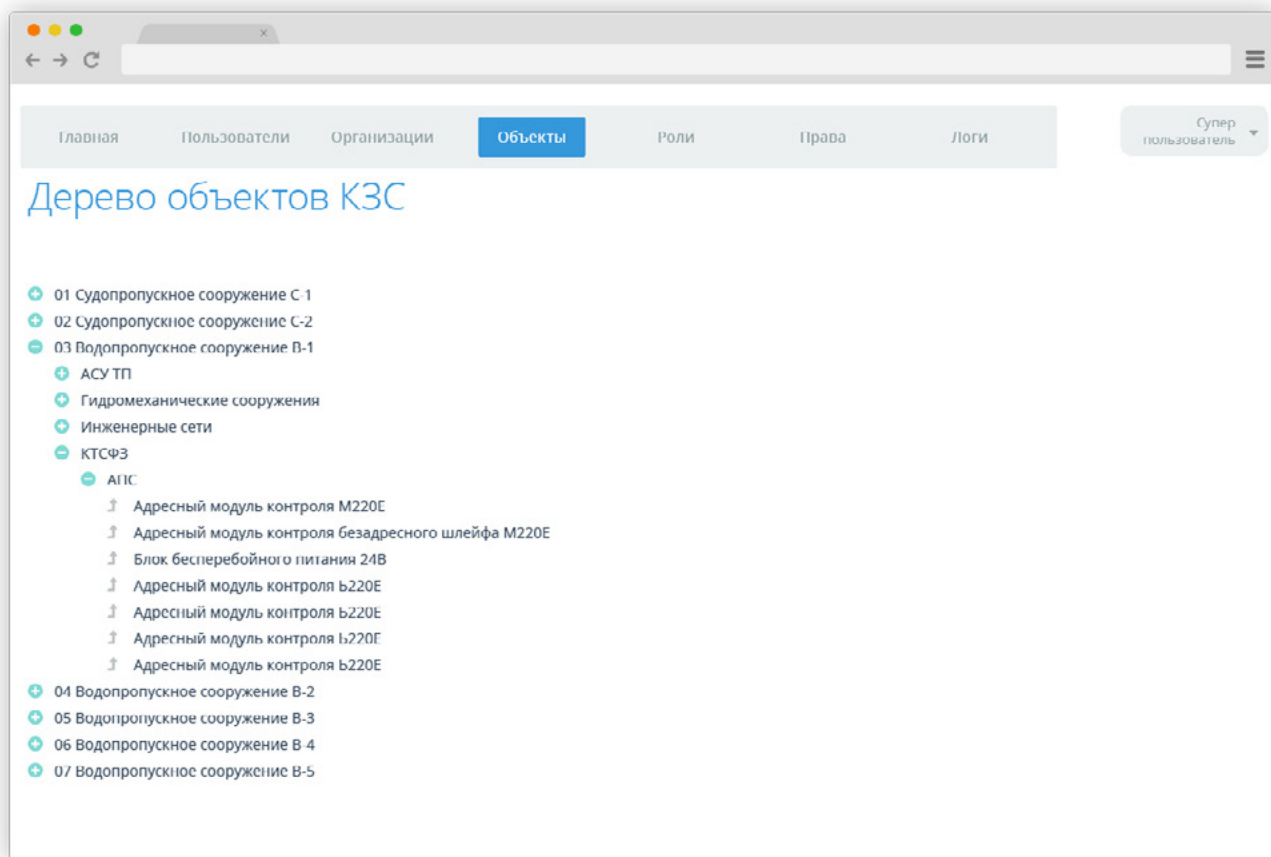 Главная Пользователи Организации Объекты Роли Права Логи
Супер
пользователь
Дерево объектов КЗС
01 Судопропускное сооружение С-1
02 Судопропускное сооружение С-2
03 Водопропускное сооружение В-1
АСУ ТП
Гидромеханические сооружения
Инженерные сети
КТСФЗ
АПС
Адресный модуль контроля М220Е
Адресный модуль контроля безадресного шлейфа М220Е
Блок бесперебойного питания 24В
Адресный модуль контроля Б220Е
Адресный модуль контроля Б220Е
Адресный модуль контроля Б220Е
Адресный модуль контроля Б220Е
04 Водопропускное сооружение В-2
05 Водопропускное сооружение В-3
06 Водопропускное сооружение В-4
07 Водопропускное сооружение В-5